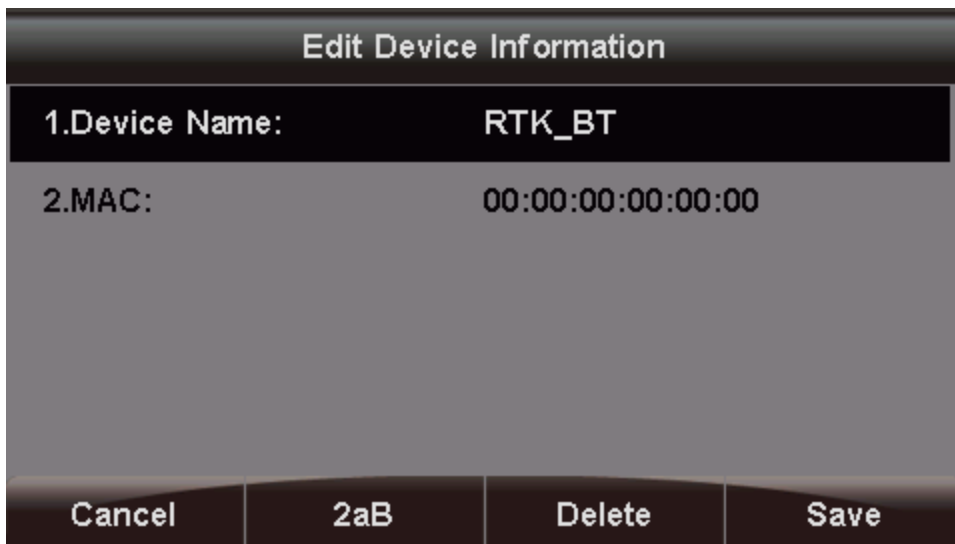 Edit Device Information
1.Device Name: RTK_BT
2.MAC: 00:00:00:00:00:00
Cancel 2aB Delete Save